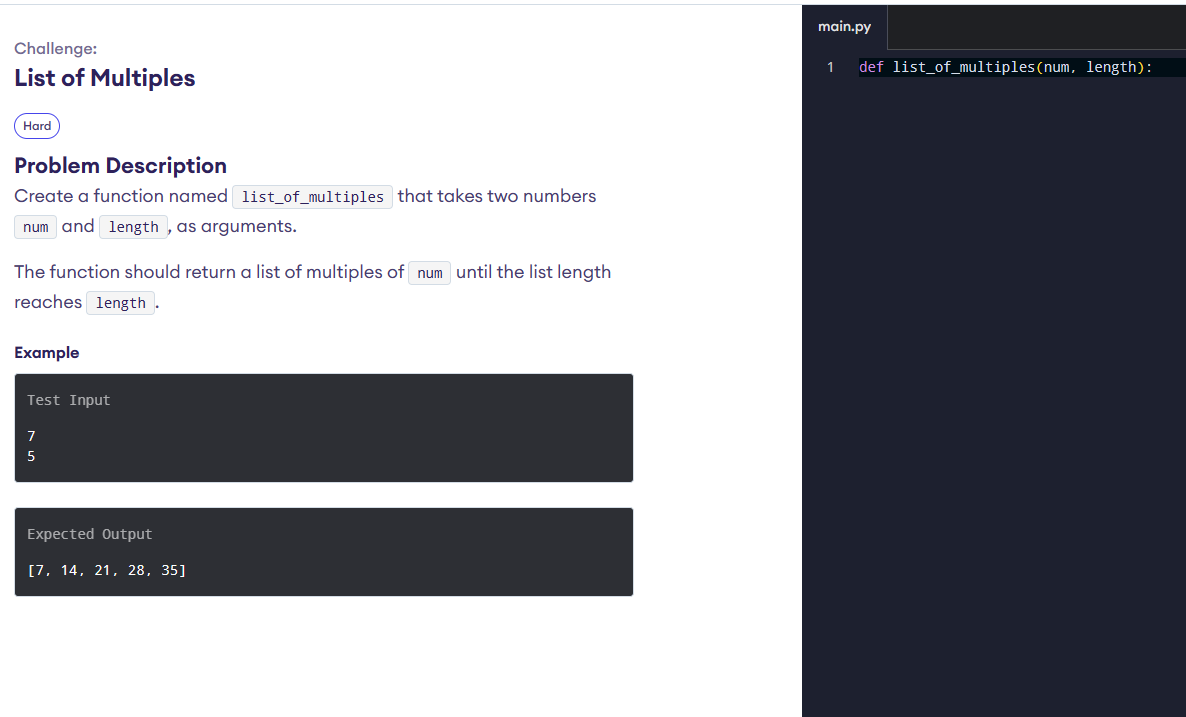 Challenge:
List of Multiples
Hard
Problem Description
Create a function named list_of_multiples that takes two numbers
num and length, as arguments.
The function should return a list of multiples of num until the list length
reaches length.
Example
Test Input
7
5
Expected Output
[7, 14, 21, 28, 35]
main.py
1 def list_of_multiples(num, length):